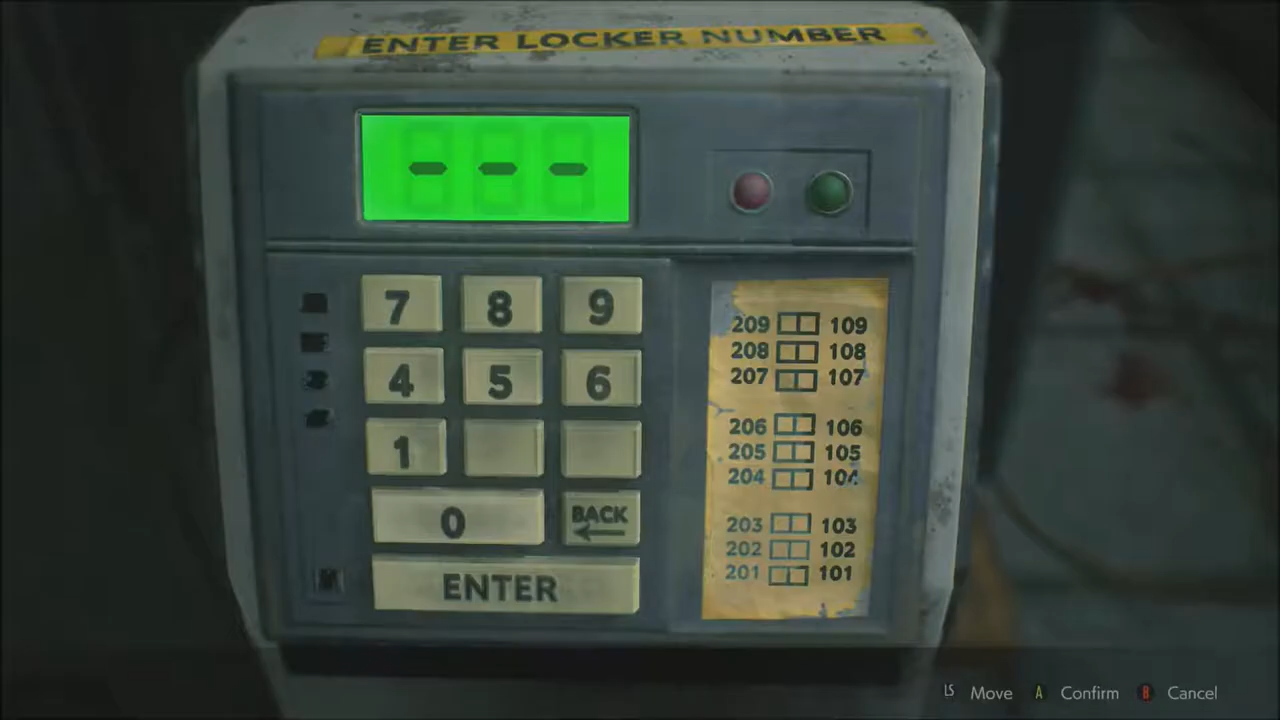 ENTER LOCKER NUMBER
- - -
7 8 9
4 5 6
1
0 BACK
ENTER
209 109
208 108
207 107
206 106
205 105
204 104
203 103
202 102
201 101
LS Move A Confirm B Cancel